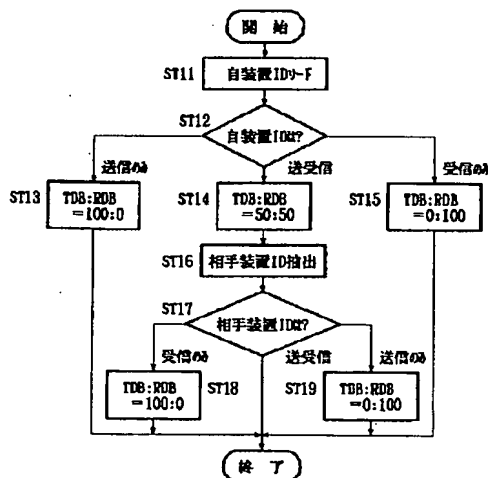 開始
ST11
自装置IDリード
ST12
自装置IDは?
送信のみ
送受信
受信のみ
ST13
TDB:RDB
=100:0
ST14
TDB:RDB
=50:50
ST15
TDB:RDB
=0:100
ST16
相手装置ID抽出
ST17
相手装置IDは?
受信のみ
送受信
送信のみ
TDB:RDB
=100:0
ST18
ST19
TDB:RDB
=0:100
終了